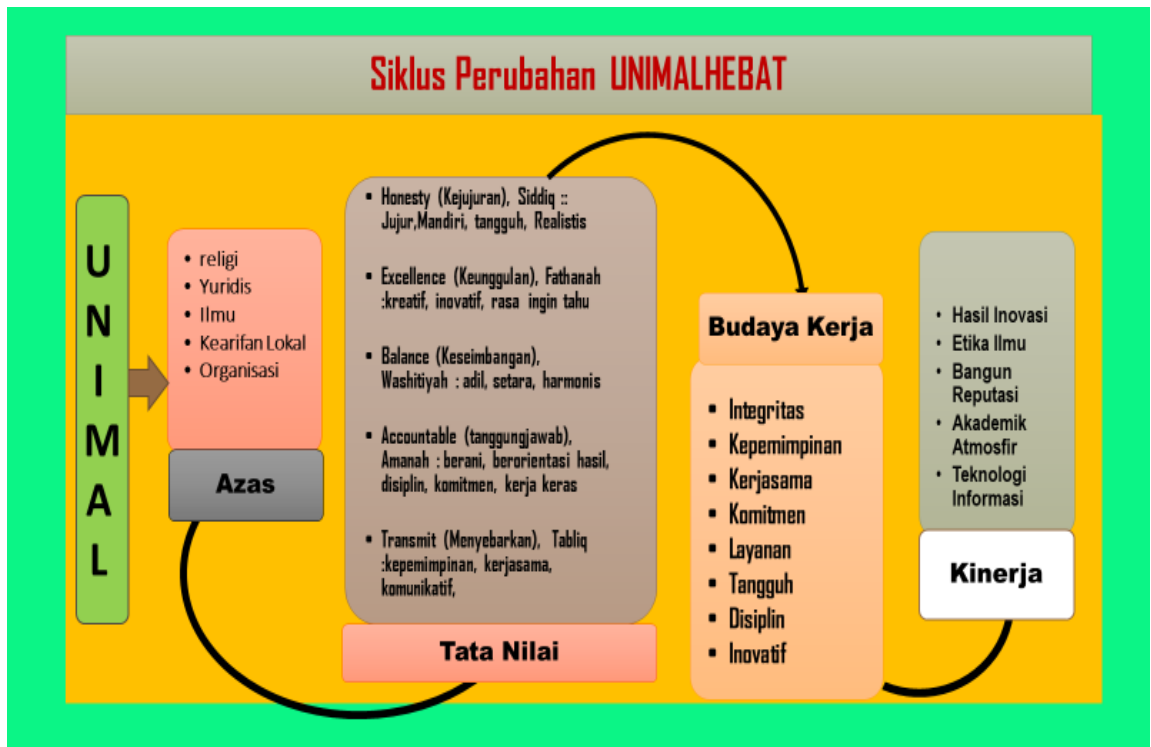 Siklus Perubahan UNIMALHEBAT
UNIMAL
• religi
• Yuridis
• Ilmu
• Kearifan Lokal
• Organisasi
Azas
▪ Honesty (Kejujuran), Siddiq ::
Jujur,Mandiri, tangguh, Realistis
▪ Excellence (Keunggulan), Fathanah
:kreatif, inovatif, rasa ingin tahu
▪ Balance (Keseimbangan),
Washitiyah : adil, setara, harmonis
▪ Accountable (tanggungjawab),
Amanah : berani, berorientasi hasil,
disiplin, komitmen, kerja keras
▪ Transmit (Menyebarkan), Tabliq
:kepemimpinan, kerjasama,
komunikatif,
Tata Nilai
Budaya Kerja
▪ Integritas
▪ Kepemimpinan
▪ Kerjasama
▪ Komitmen
▪ Layanan
▪ Tangguh
▪ Disiplin
▪ Inovatif
• Hasil Inovasi
• Etika Ilmu
• Bangun
Reputasi
• Akademik
Atmosfir
• Teknologi
Informasi
Kinerja